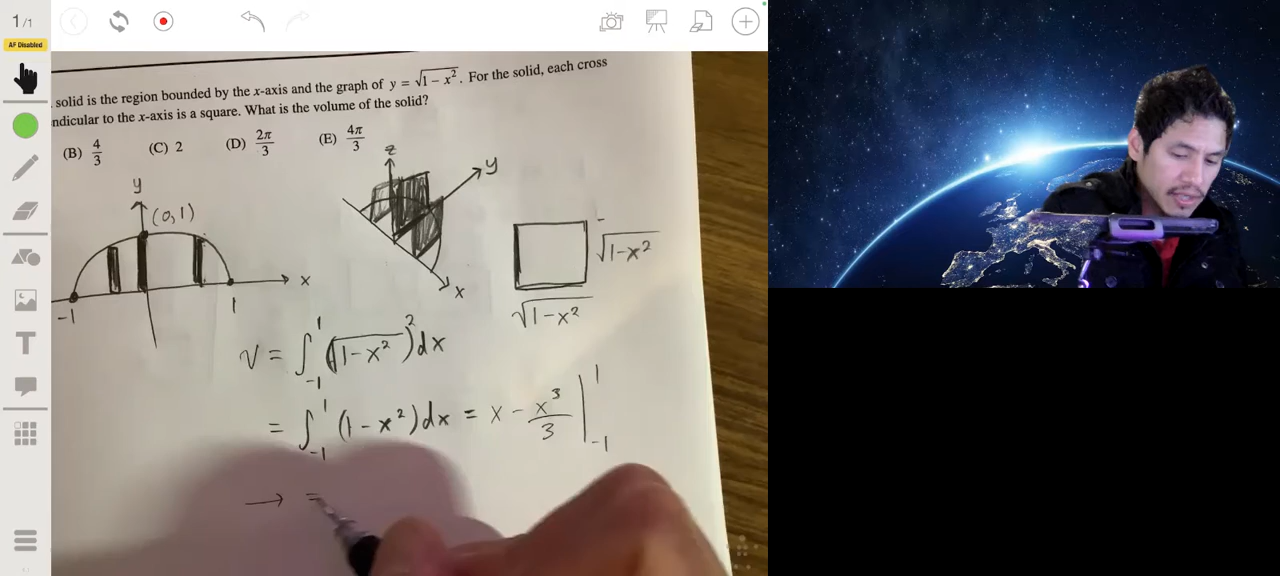 1/1
AF Disabled
solid is the region bounded by the x-axis and the graph of y = √1 − x². For the solid, each cross
ndicular to the x-axis is a square. What is the volume of the solid?
(B) 4/3 (C) 2 (D) 2π/3 (E) 4π/3
z
y
y
(0,1)
√1-x²
x
x
-1
1
√1-x²
V = ∫₋₁¹ (√1-x²)² dx
= ∫₋₁¹ (1 - x²) dx = x - x³/3 |₋₁¹
→ =
T